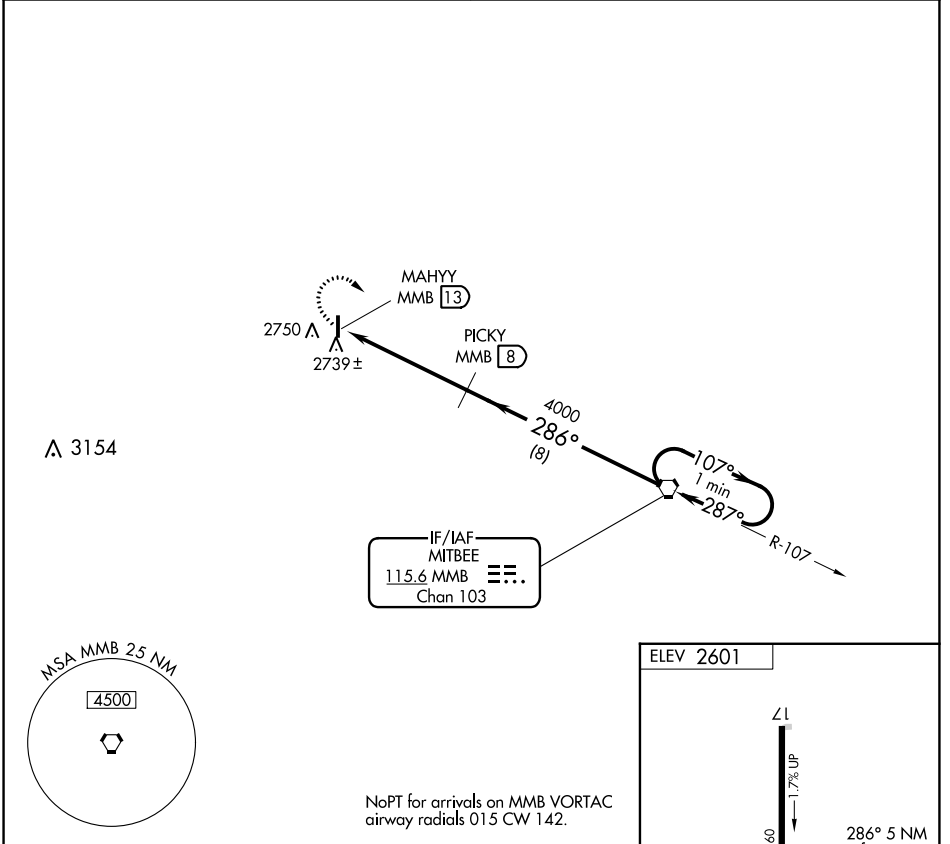 MAHYY
MMB 13
2750
2739 ±
PICKY
MMB 8
4000
286°
(8)
3154
107°
1 min
287°
R-107
IF/IAF
MITBEE
115.6 MMB
Chan 103
MSA MMB 25 NM
4500
NoPT for arrivals on MMB VORTAC
airway radials 015 CW 142.
ELEV 2601
17
1.7% UP
60
286° 5 NM